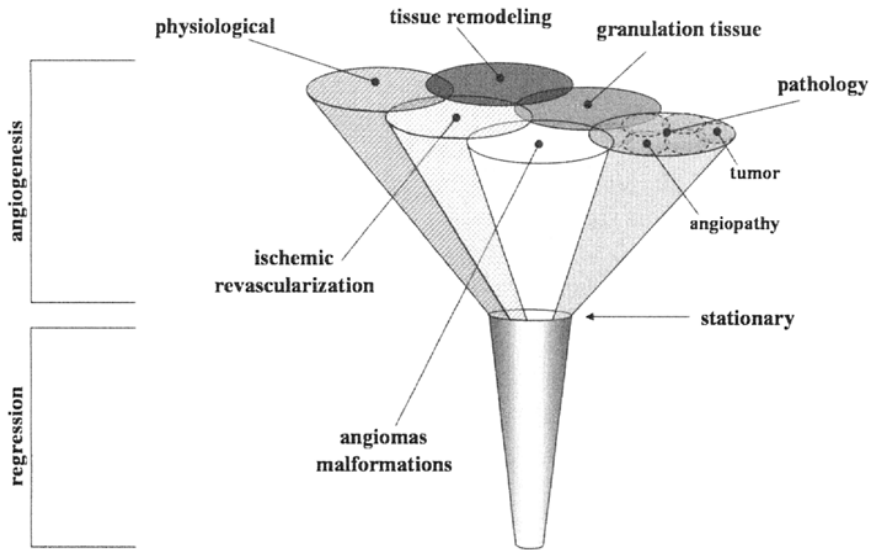 tissue remodeling
physiological
granulation tissue
pathology
tumor
angiopathy
ischemic
revascularization
stationary
angiomas
malformations
angiogenesis
regression